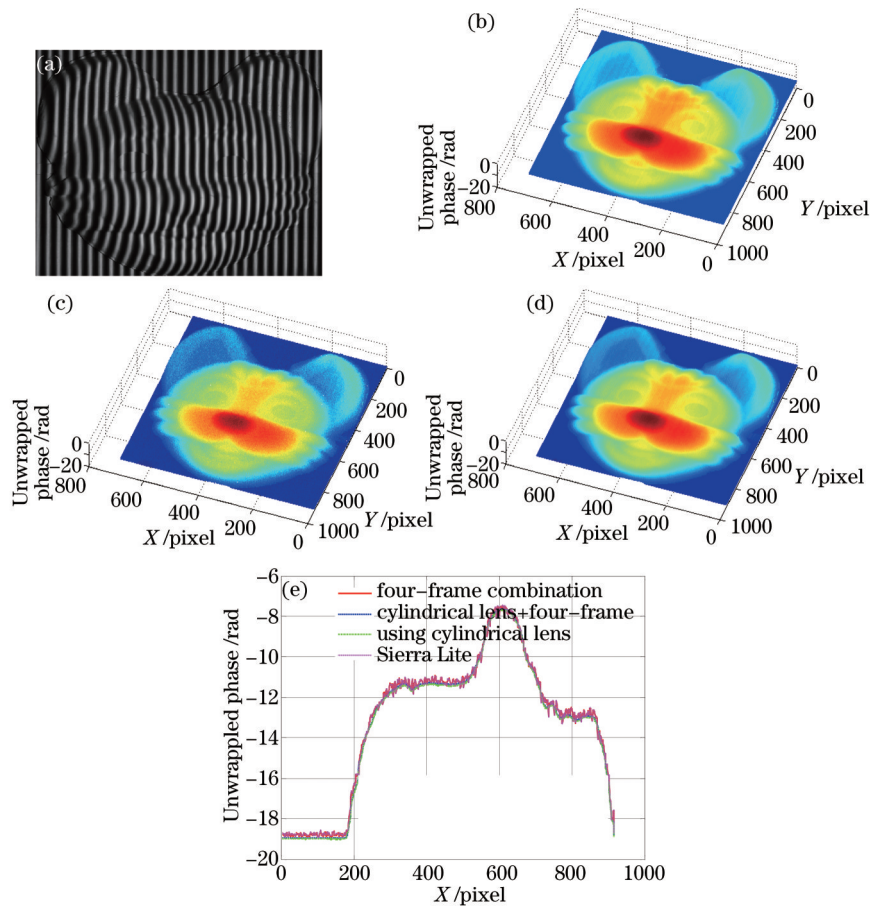 (a)
(b)
Unwrapped
phase /rad
0
−20
800
600
400
200
0
X /pixel
0
200
400
600
800
1000
Y /pixel
(c)
Unwrapped
phase /rad
0
−20
800
600
400
200
0
X /pixel
0
200
400
600
800
1000
Y /pixel
(d)
Unwrapped
phase /rad
0
−20
800
600
400
200
0
X /pixel
0
200
400
600
800
1000
Y /pixel
(e)
four−frame combination
cylindrical lens+four−frame
using cylindrical lens
Sierra Lite
Unwrapped phase /rad
−6
−8
−11
−12
−14
−16
−18
−20
0
200
400
600
800
1000
X /pixel